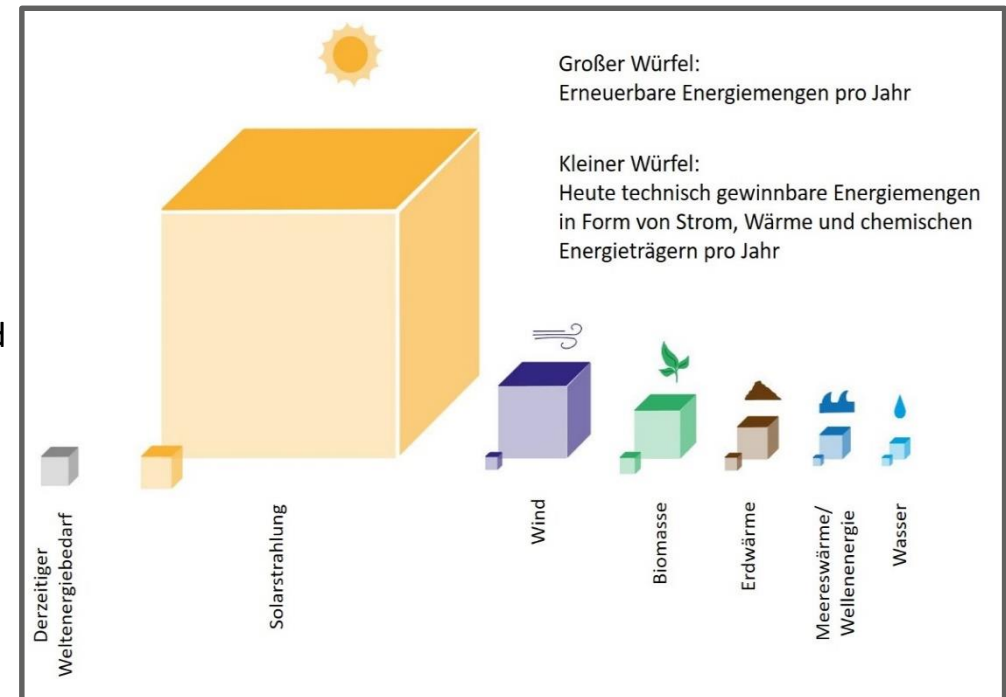 Großer Würfel:
Erneuerbare Energiemengen pro Jahr
Kleiner Würfel:
Heute technisch gewinnbare Energiemengen
in Form von Strom, Wärme und chemischen
Energieträgern pro Jahr
Derzeitiger
Weltenergiebedarf
Solarstrahlung
Wind
Biomasse
Erdwärme
Meereswärme/
Wellenenergie
Wasser